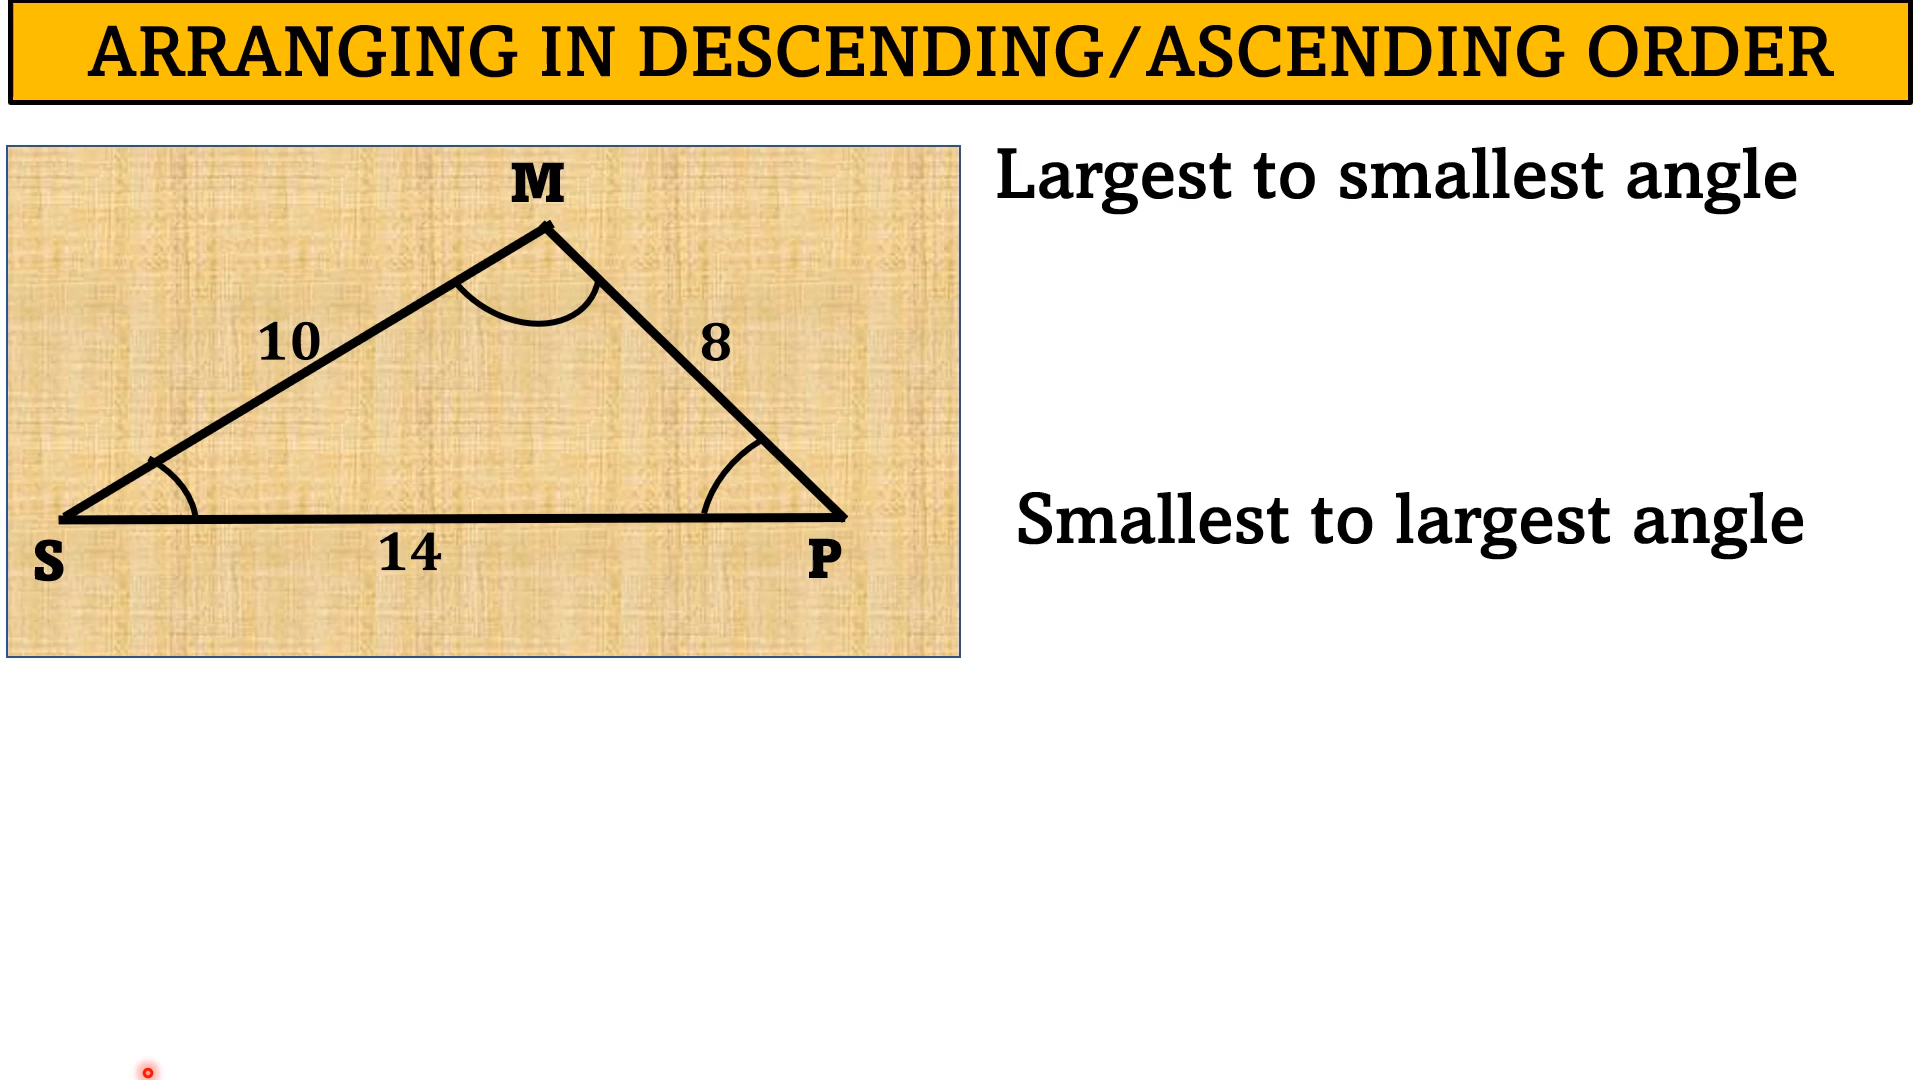 ARRANGING IN DESCENDING/ASCENDING ORDER
M
10
8
S
14
P
Largest to smallest angle
Smallest to largest angle